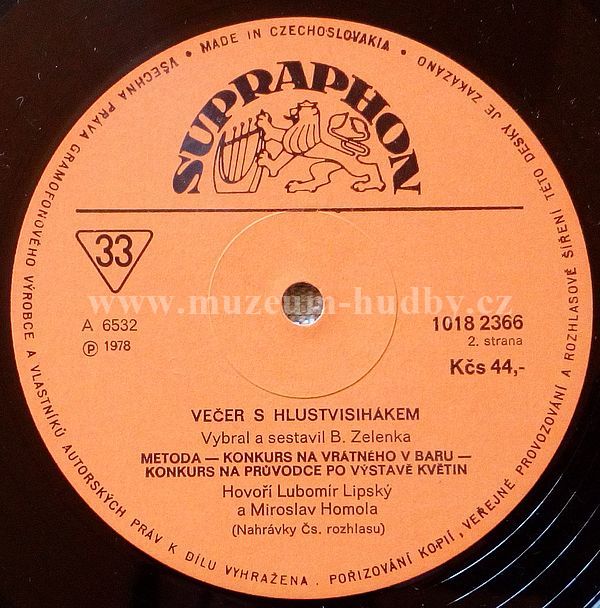 VŠECHNA PRÁVA GRAMOFONOVÉHO VÝROBCE A VLASTNÍKŮ AUTORSKÝCH PRÁV K DÍLU VYHRAŽENA . POŘIZOVÁNÍ KOPIÍ, VEŘEJNÉ PROVOZOVÁNÍ A ROZHLASOVÉ ŠÍŘENÍ TÉTO DESKY JE ZAKÁZÁNO • MADE IN CZECHOSLOVAKIA •
SUPRAPHON
33
www.muzeum-hudby.cz
A 6532
1018 2366
Ⓟ 1978
2. strana
Kčs 44,-
VEČER S HLUSTVISIHÁKEM
Vybral a sestavil B. Zelenka
METODA — KONKURS NA VRÁTNÉHO V BARU —
KONKURS NA PRŮVODCE PO VÝSTAVĚ KVĚTIN
Hovoří Lubomír Lipský
a Miroslav Homola
(Nahrávky Čs. rozhlasu)